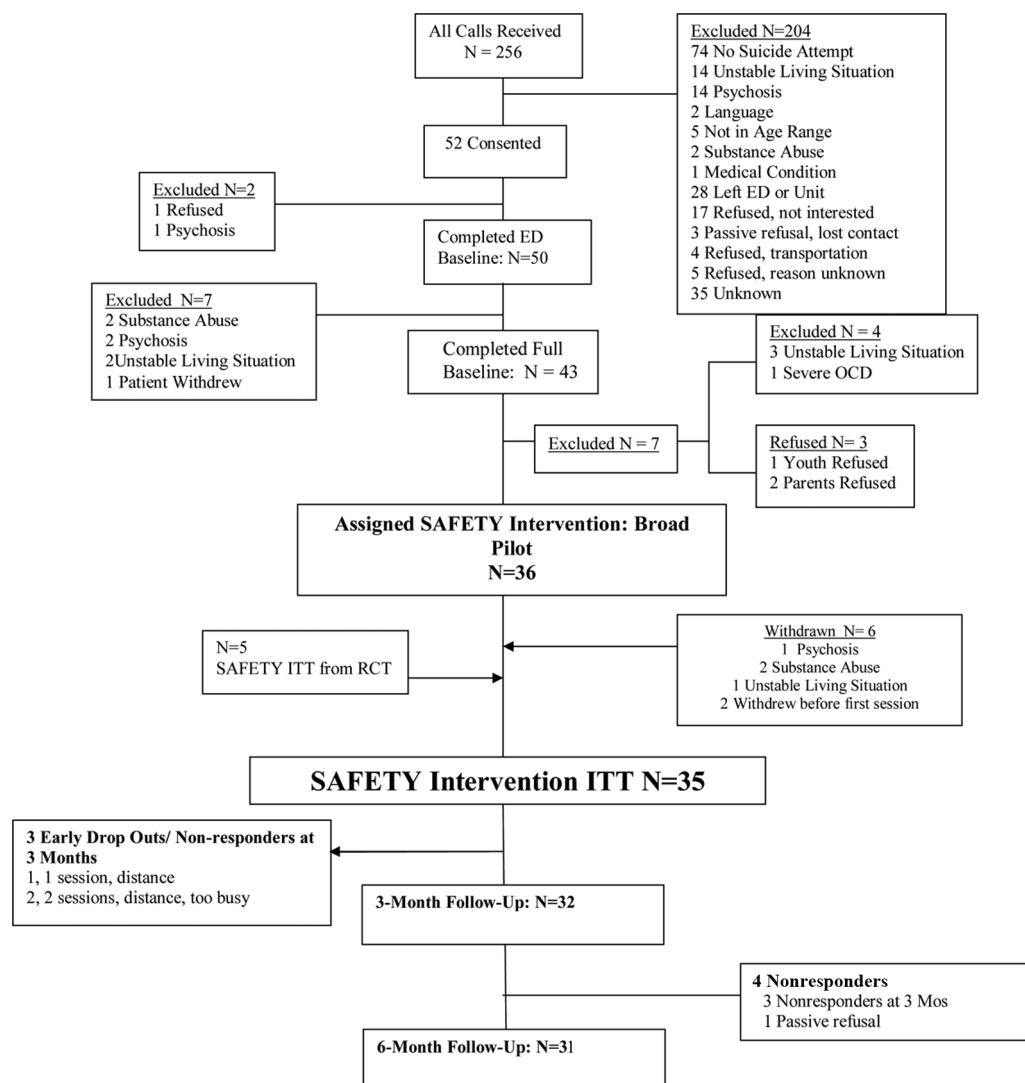 All Calls Received
N = 256
Excluded N=204
74 No Suicide Attempt
14 Unstable Living Situation
14 Psychosis
2 Language
5 Not in Age Range
2 Substance Abuse
1 Medical Condition
28 Left ED or Unit
17 Refused, not interested
3 Passive refusal, lost contact
4 Refused, transportation
5 Refused, reason unknown
35 Unknown
52 Consented
Excluded N=2
1 Refused
1 Psychosis
Completed ED
Baseline: N=50
Excluded N=7
2 Substance Abuse
2 Psychosis
2Unstable Living Situation
1 Patient Withdrew
Completed Full
Baseline: N = 43
Excluded N = 4
3 Unstable Living Situation
1 Severe OCD
Excluded N = 7
Refused N= 3
1 Youth Refused
2 Parents Refused
Assigned SAFETY Intervention: Broad
Pilot
N=36
N=5
SAFETY ITT from RCT
Withdrawn N= 6
1 Psychosis
2 Substance Abuse
1 Unstable Living Situation
2 Withdrew before first session
SAFETY Intervention ITT N=35
3 Early Drop Outs/ Non-responders at
3 Months
1, 1 session, distance
2, 2 sessions, distance, too busy
3-Month Follow-Up: N=32
4 Nonresponders
3 Nonresponders at 3 Mos
1 Passive refusal
6-Month Follow-Up: N=31